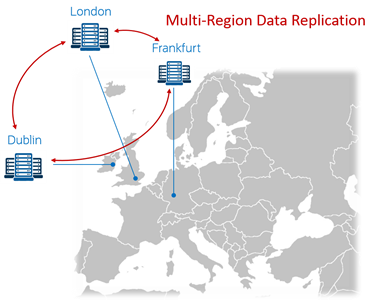 London
Multi-Region Data Replication
Frankfurt
Dublin